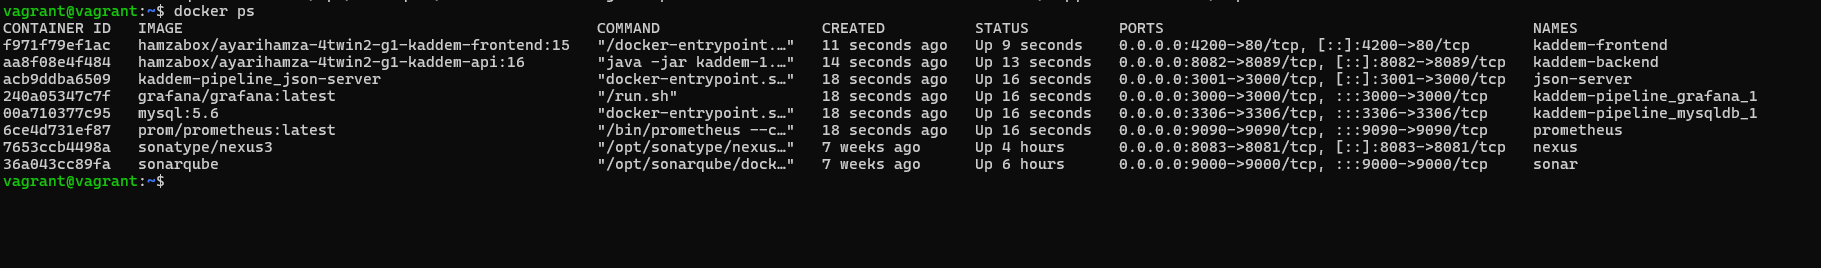 vagrant@vagrant:~$ docker ps
CONTAINER ID   IMAGE                                              COMMAND                  CREATED          STATUS          PORTS                                         NAMES
f971f79ef1ac   hamzabox/ayarihamza-4twin2-g1-kaddem-frontend:15   "/docker-entrypoint.…"   11 seconds ago   Up 9 seconds    0.0.0.0:4200->80/tcp, [::]:4200->80/tcp       kaddem-frontend
aa8f08e4f484   hamzabox/ayarihamza-4twin2-g1-kaddem-api:16        "java -jar kaddem-1.…"   14 seconds ago   Up 13 seconds   0.0.0.0:8082->8089/tcp, [::]:8082->8089/tcp   kaddem-backend
acb9ddba6509   kaddem-pipeline_json-server                        "docker-entrypoint.s…"   18 seconds ago   Up 16 seconds   0.0.0.0:3001->3000/tcp, [::]:3001->3000/tcp   json-server
240a05347c7f   grafana/grafana:latest                             "/run.sh"                18 seconds ago   Up 16 seconds   0.0.0.0:3000->3000/tcp, :::3000->3000/tcp     kaddem-pipeline_grafana_1
00a710377c95   mysql:5.6                                          "docker-entrypoint.s…"   18 seconds ago   Up 16 seconds   0.0.0.0:3306->3306/tcp, :::3306->3306/tcp     kaddem-pipeline_mysqldb_1
6ce4d731ef87   prom/prometheus:latest                             "/bin/prometheus --c…"   18 seconds ago   Up 16 seconds   0.0.0.0:9090->9090/tcp, :::9090->9090/tcp     prometheus
7653ccb4498a   sonatype/nexus3                                    "/opt/sonatype/nexus…"   7 weeks ago      Up 4 hours      0.0.0.0:8083->8081/tcp, [::]:8083->8081/tcp   nexus
36a043cc89fa   sonarqube                                          "/opt/sonarqube/dock…"   7 weeks ago      Up 6 hours      0.0.0.0:9000->9000/tcp, :::9000->9000/tcp     sonar
vagrant@vagrant:~$